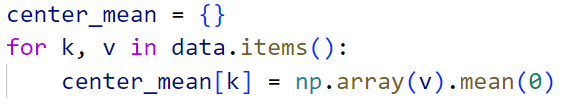 center_mean = {}
for k, v in data.items():
    center_mean[k] = np.array(v).mean(0)